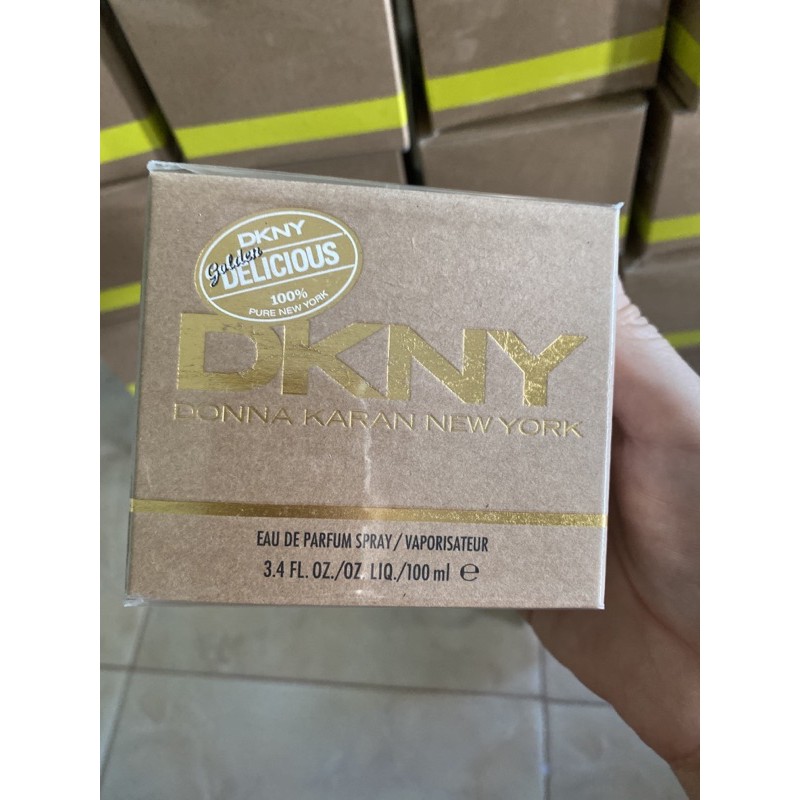 DKNY
Golden
DELICIOUS
100%
PURE NEW YORK
DKNY
DONNA KARAN NEW YORK
EAU DE PARFUM SPRAY/VAPORISATEUR
3.4 FL. OZ./OZ. LIQ./100 ml ℮